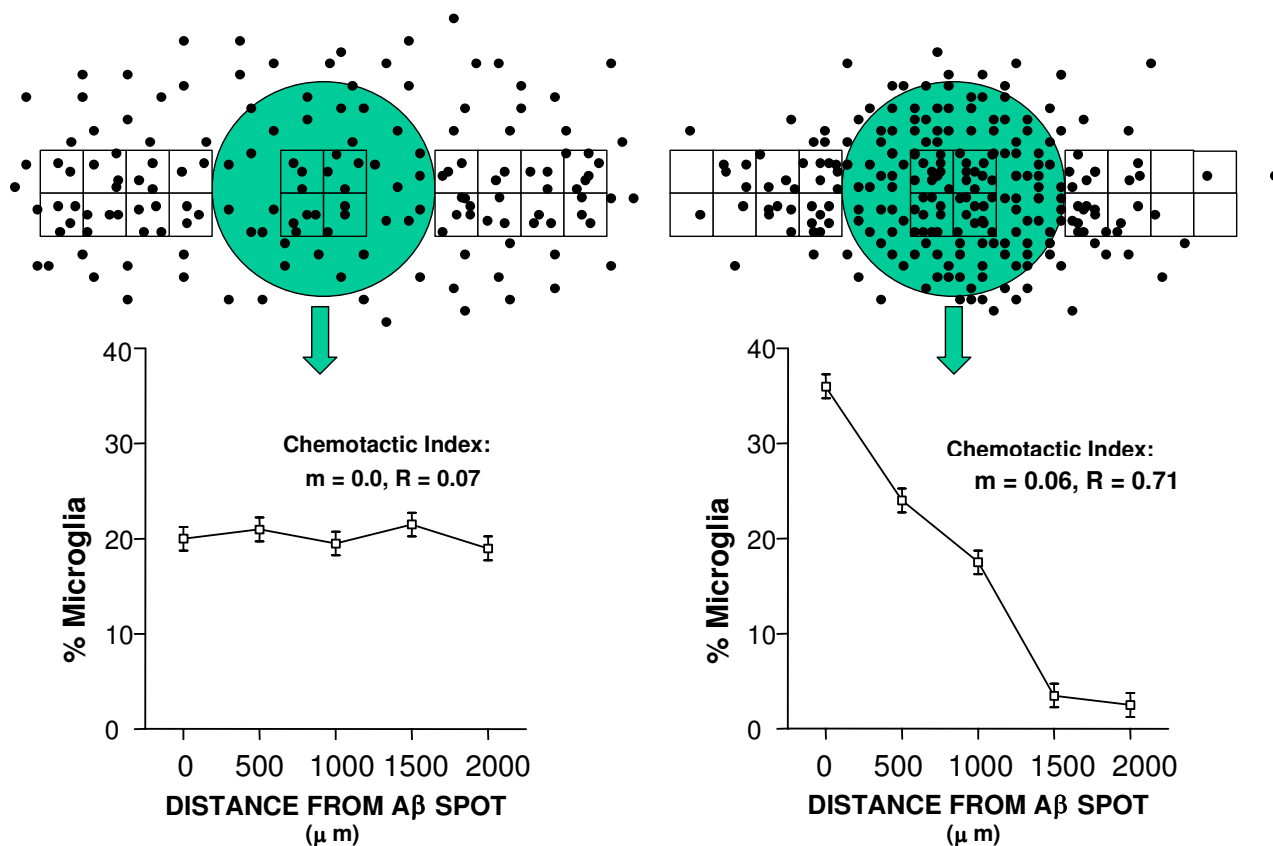 40
30
20
10
0
% Microglia
Chemotactic Index:
m = 0.0, R = 0.07
0 500 1000 1500 2000
DISTANCE FROM Aβ SPOT
(μ m)
40
30
20
10
0
% Microglia
Chemotactic Index:
m = 0.06, R = 0.71
0 500 1000 1500 2000
DISTANCE FROM Aβ SPOT
(μ m)